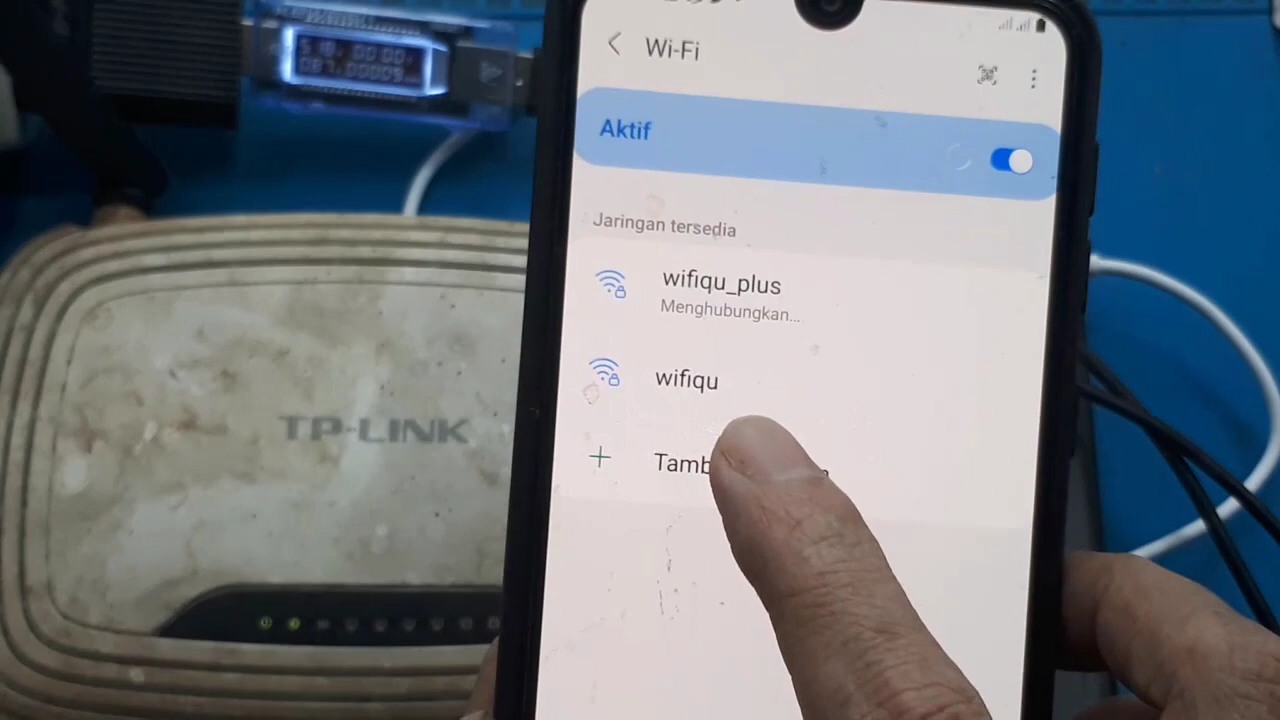 Wi-Fi
Aktif
Jaringan tersedia
wifiqu_plus
Menghubungkan...
wifiqu
Tamb
TP-LINK